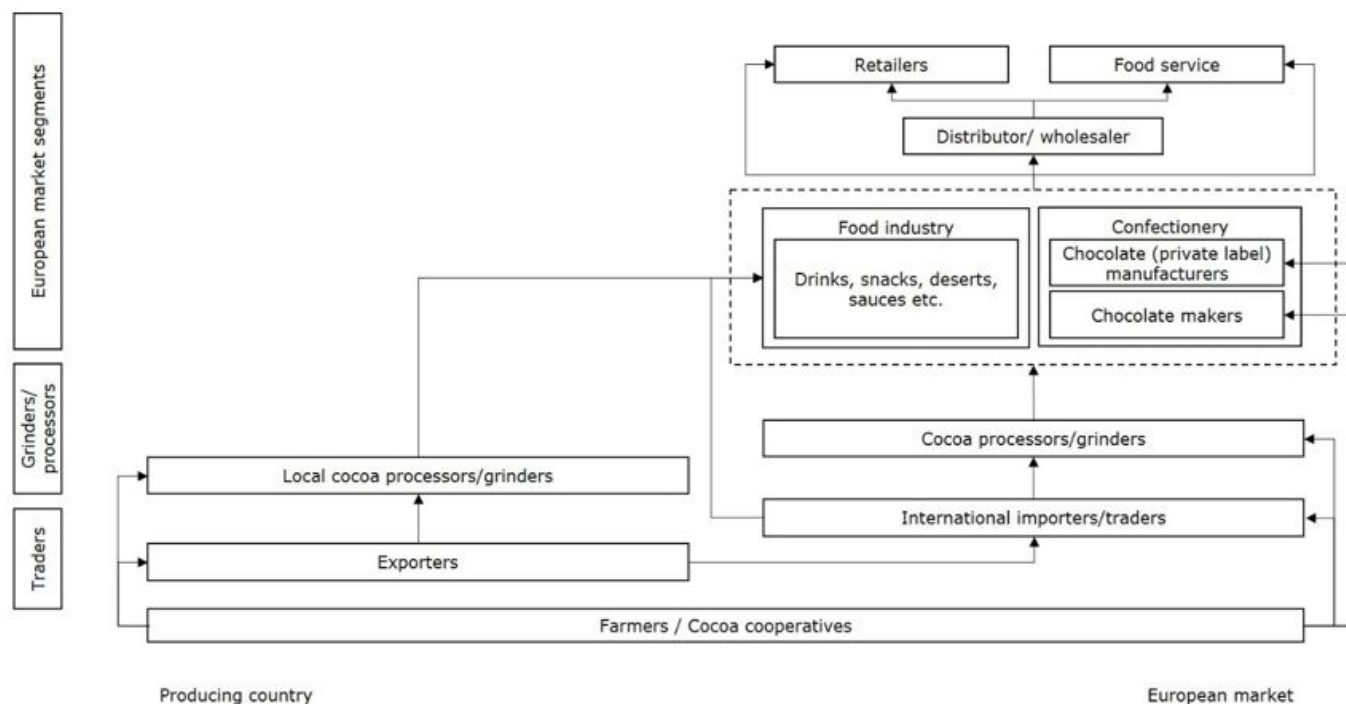 European market segments
Grinders/
processors
Traders
Retailers
Food service
Distributor/ wholesaler
Food industry
Drinks, snacks, deserts,
sauces etc.
Confectionery
Chocolate (private label)
manufacturers
Chocolate makers
Cocoa processors/grinders
Local cocoa processors/grinders
International importers/traders
Exporters
Farmers / Cocoa cooperatives
Producing country
European market